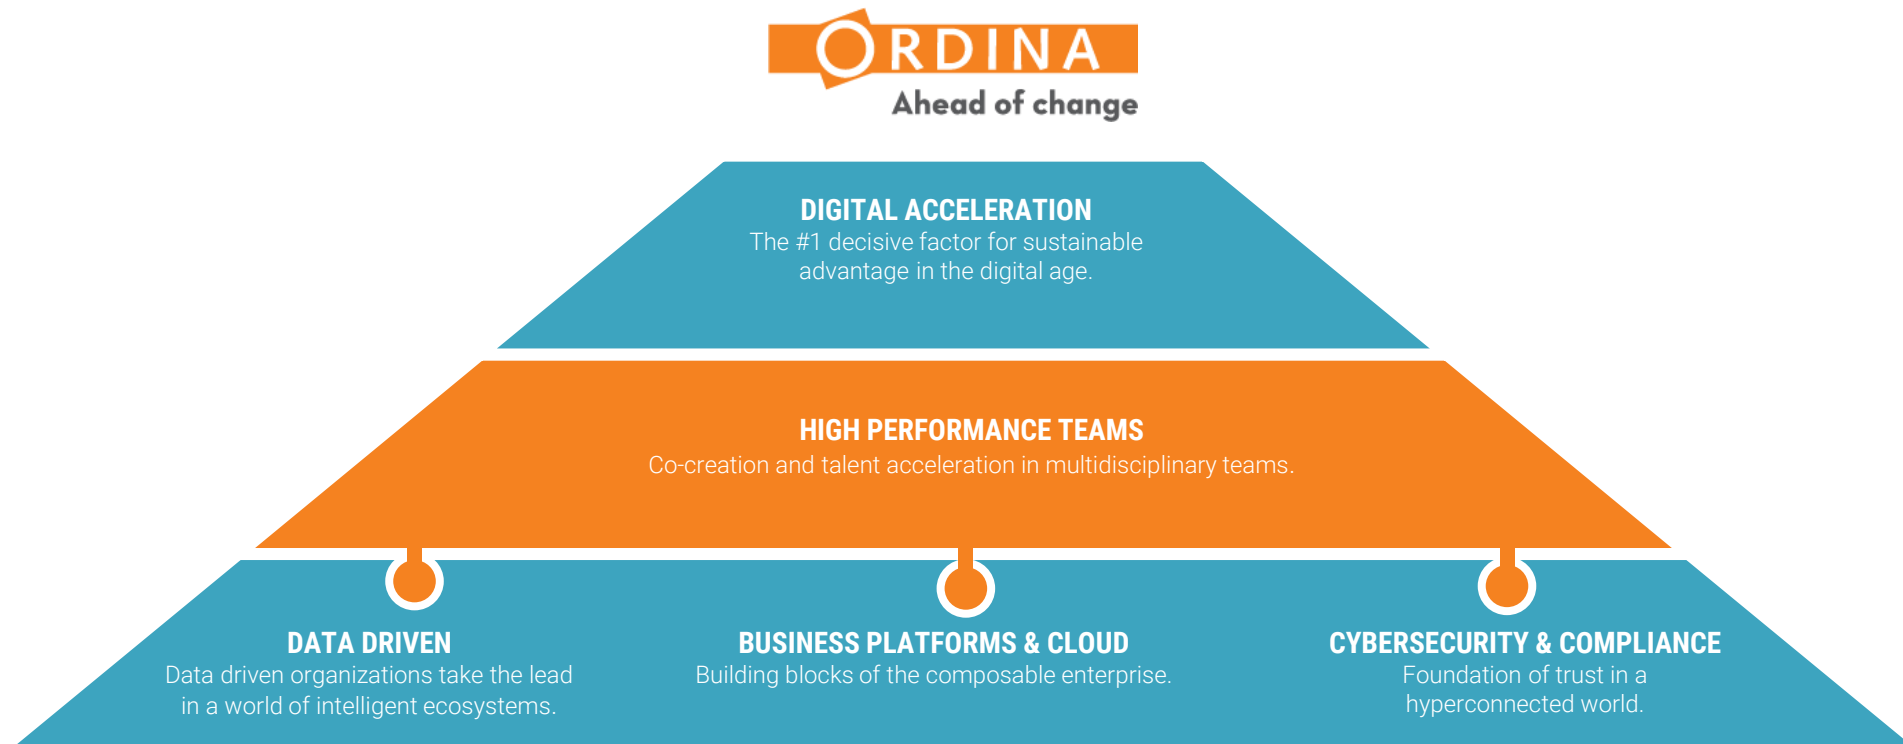 ORDINA
Ahead of change
DIGITAL ACCELERATION
The #1 decisive factor for sustainable
advantage in the digital age.
HIGH PERFORMANCE TEAMS
Co-creation and talent acceleration in multidisciplinary teams.
DATA DRIVEN
Data driven organizations take the lead
in a world of intelligent ecosystems.
BUSINESS PLATFORMS & CLOUD
Building blocks of the composable enterprise.
CYBERSECURITY & COMPLIANCE
Foundation of trust in a
hyperconnected world.